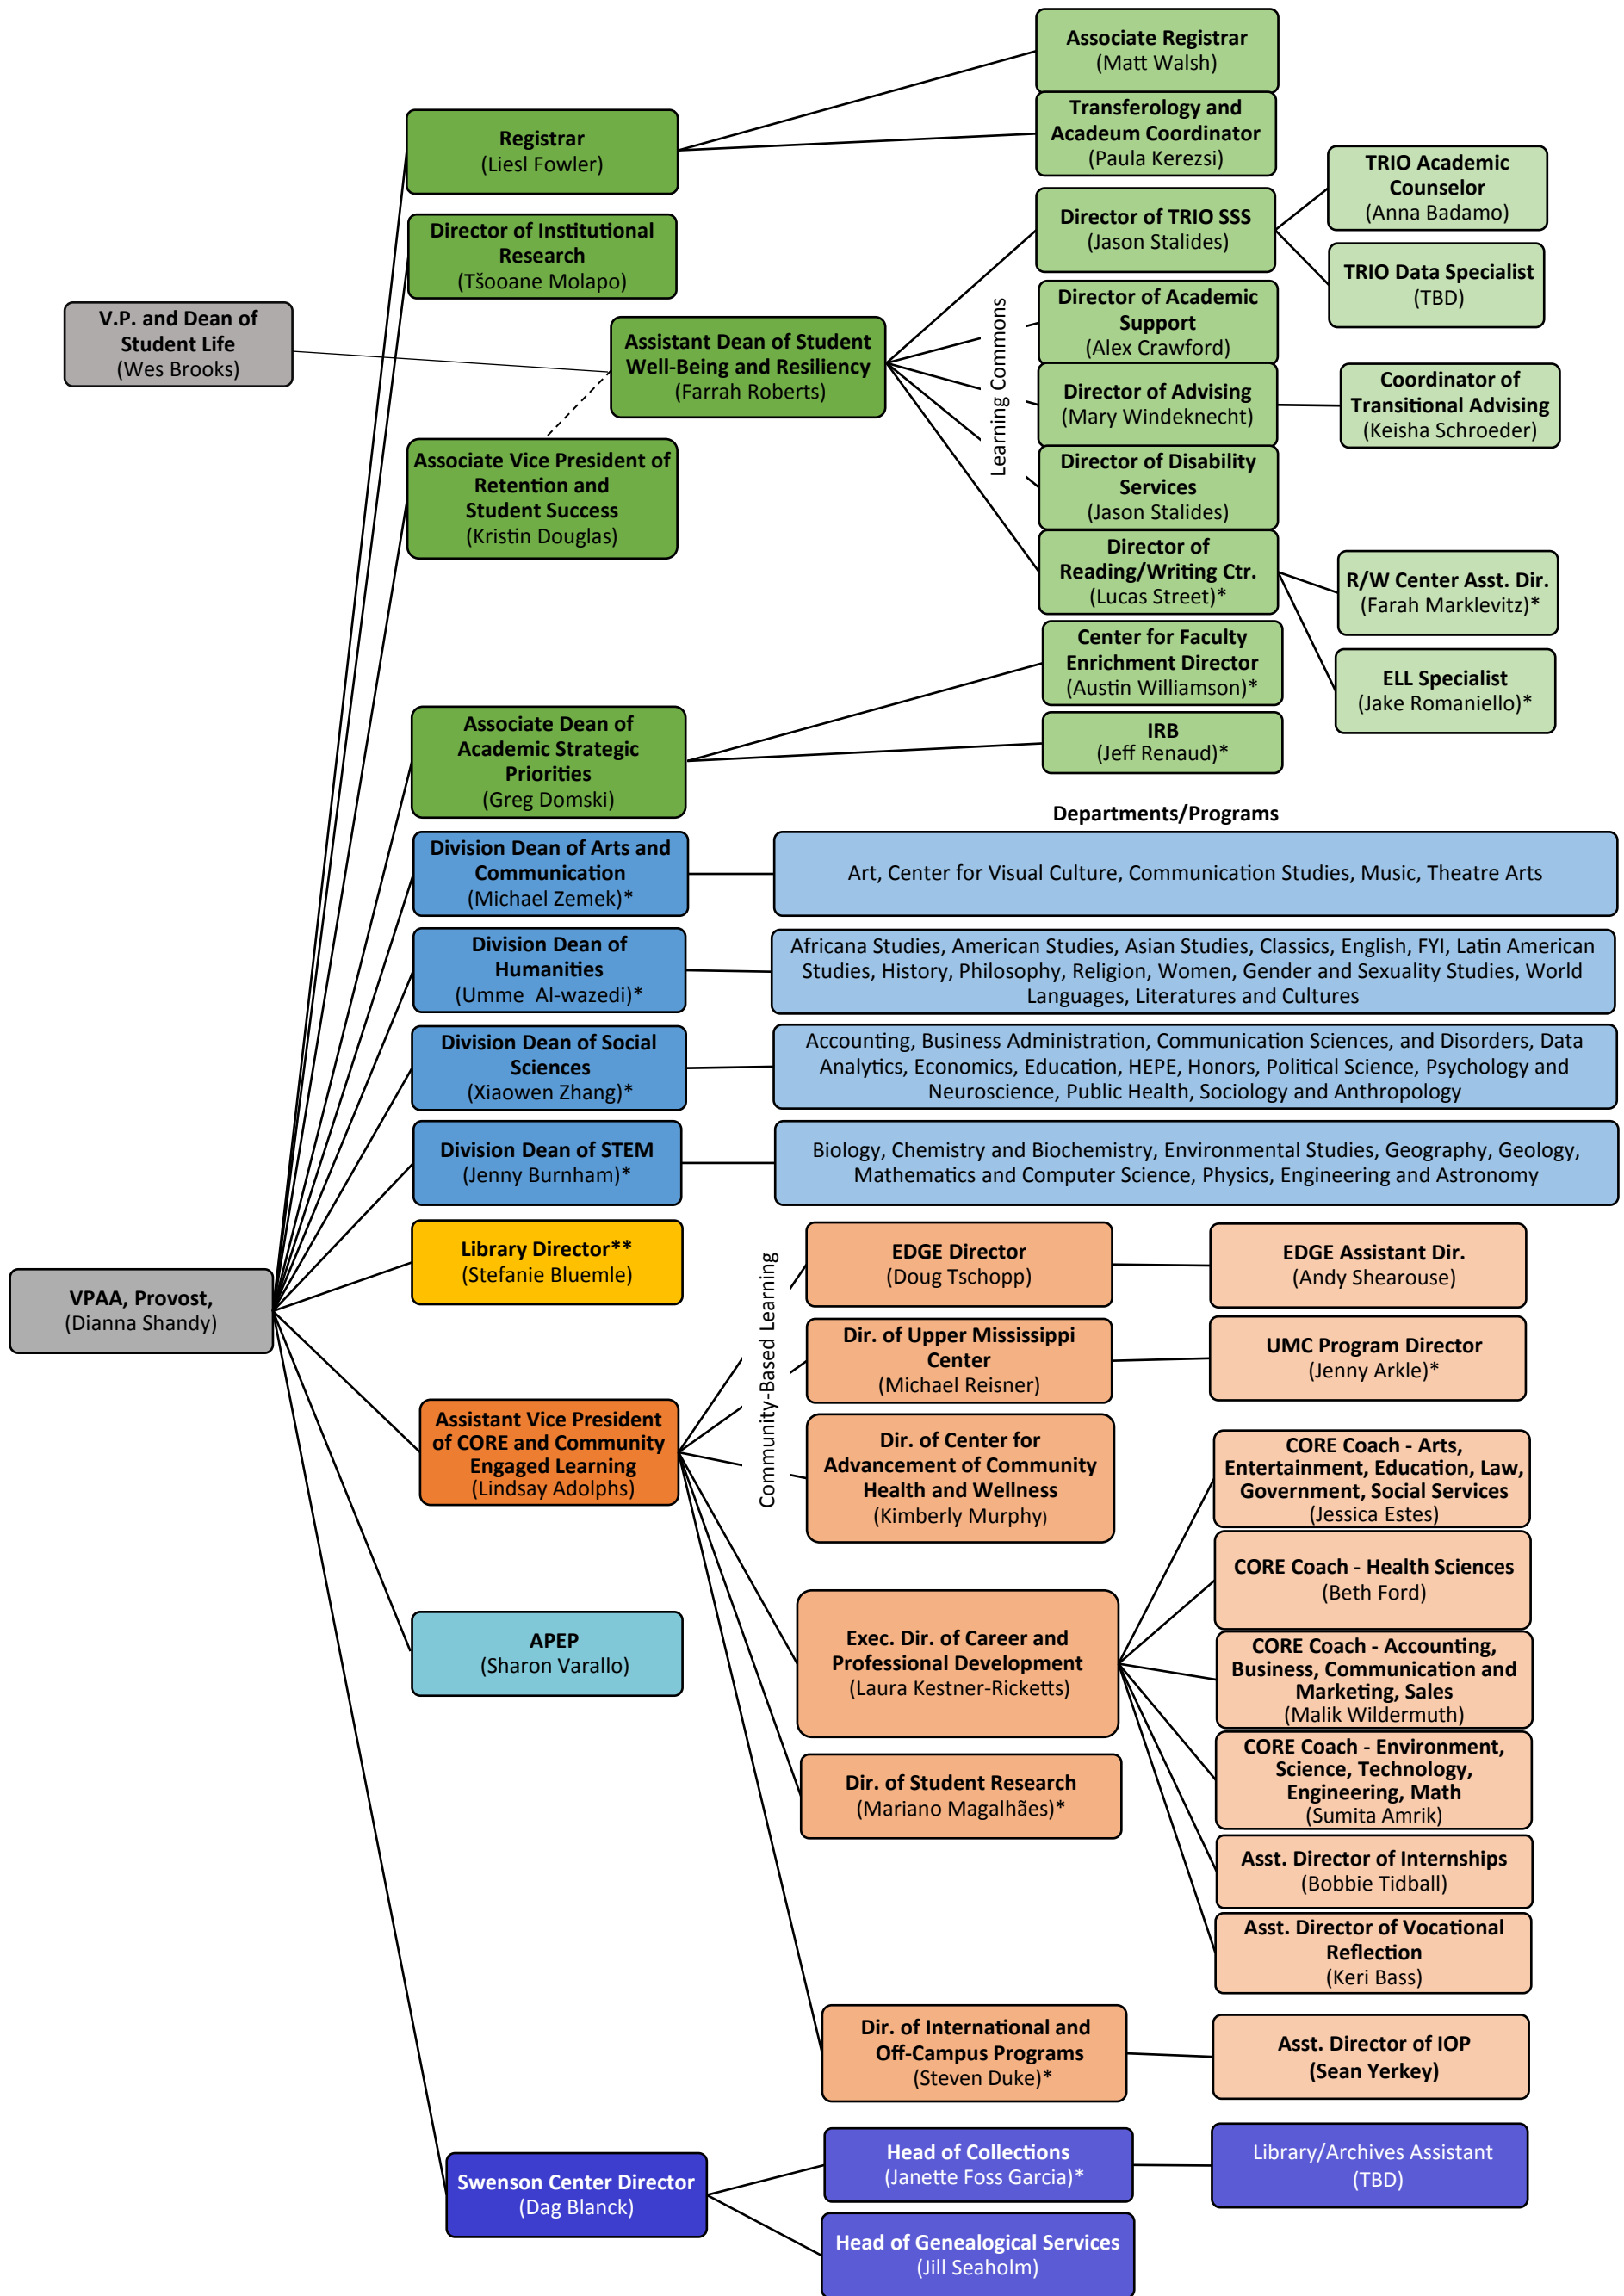 Associate Registrar
(Matt Walsh)
Registrar
(Liesl Fowler)
Transferology and
Acadeum Coordinator
(Paula Kerezsi)
TRIO Academic
Counselor
(Anna Badamo)
Director of TRIO SSS
(Jason Stalides)
Director of Institutional
Research
(Tšooane Molapo)
TRIO Data Specialist
(TBD)
V.P. and Dean of
Student Life
(Wes Brooks)
Assistant Dean of Student
Well-Being and Resiliency
(Farrah Roberts)
Learning Commons
Director of Academic
Support
(Alex Crawford)
Director of Advising
(Mary Windeknecht)
Coordinator of
Transitional Advising
(Keisha Schroeder)
Associate Vice President of
Retention and
Student Success
(Kristin Douglas)
Director of Disability
Services
(Jason Stalides)
Director of
Reading/Writing Ctr.
(Lucas Street)*
R/W Center Asst. Dir.
(Farah Marklevitz)*
Center for Faculty
Enrichment Director
(Austin Williamson)*
ELL Specialist
(Jake Romaniello)*
Associate Dean of
Academic Strategic
Priorities
(Greg Domski)
IRB
(Jeff Renaud)*
Departments/Programs
Division Dean of Arts and
Communication
(Michael Zemek)*
Art, Center for Visual Culture, Communication Studies, Music, Theatre Arts
Division Dean of
Humanities
(Umme  Al-wazedi)*
Africana Studies, American Studies, Asian Studies, Classics, English, FYI, Latin American
Studies, History, Philosophy, Religion, Women, Gender and Sexuality Studies, World
Languages, Literatures and Cultures
Division Dean of Social
Sciences
(Xiaowen Zhang)*
Accounting, Business Administration, Communication Sciences, and Disorders, Data
Analytics, Economics, Education, HEPE, Honors, Political Science, Psychology and
Neuroscience, Public Health, Sociology and Anthropology
Division Dean of STEM
(Jenny Burnham)*
Biology, Chemistry and Biochemistry, Environmental Studies, Geography, Geology,
Mathematics and Computer Science, Physics, Engineering and Astronomy
Library Director**
(Stefanie Bluemle)
VPAA, Provost,
(Dianna Shandy)
Community-Based Learning
EDGE Director
(Doug Tschopp)
EDGE Assistant Dir.
(Andy Shearouse)
Dir. of Upper Mississippi
Center
(Michael Reisner)
UMC Program Director
(Jenny Arkle)*
Assistant Vice President
of CORE and Community
Engaged Learning
(Lindsay Adolphs)
Dir. of Center for
Advancement of Community
Health and Wellness
(Kimberly Murphy)
CORE Coach - Arts,
Entertainment, Education, Law,
Government, Social Services
(Jessica Estes)
CORE Coach - Health Sciences
(Beth Ford)
APEP
(Sharon Varallo)
Exec. Dir. of Career and
Professional Development
(Laura Kestner-Ricketts)
CORE Coach - Accounting,
Business, Communication and
Marketing, Sales
(Malik Wildermuth)
CORE Coach - Environment,
Science, Technology,
Engineering, Math
(Sumita Amrik)
Dir. of Student Research
(Mariano Magalhães)*
Asst. Director of Internships
(Bobbie Tidball)
Asst. Director of Vocational
Reflection
(Keri Bass)
Dir. of International and
Off-Campus Programs
(Steven Duke)*
Asst. Director of IOP
(Sean Yerkey)
Swenson Center Director
(Dag Blanck)
Head of Collections
(Janette Foss Garcia)*
Library/Archives Assistant
(TBD)
Head of Genealogical Services
(Jill Seaholm)